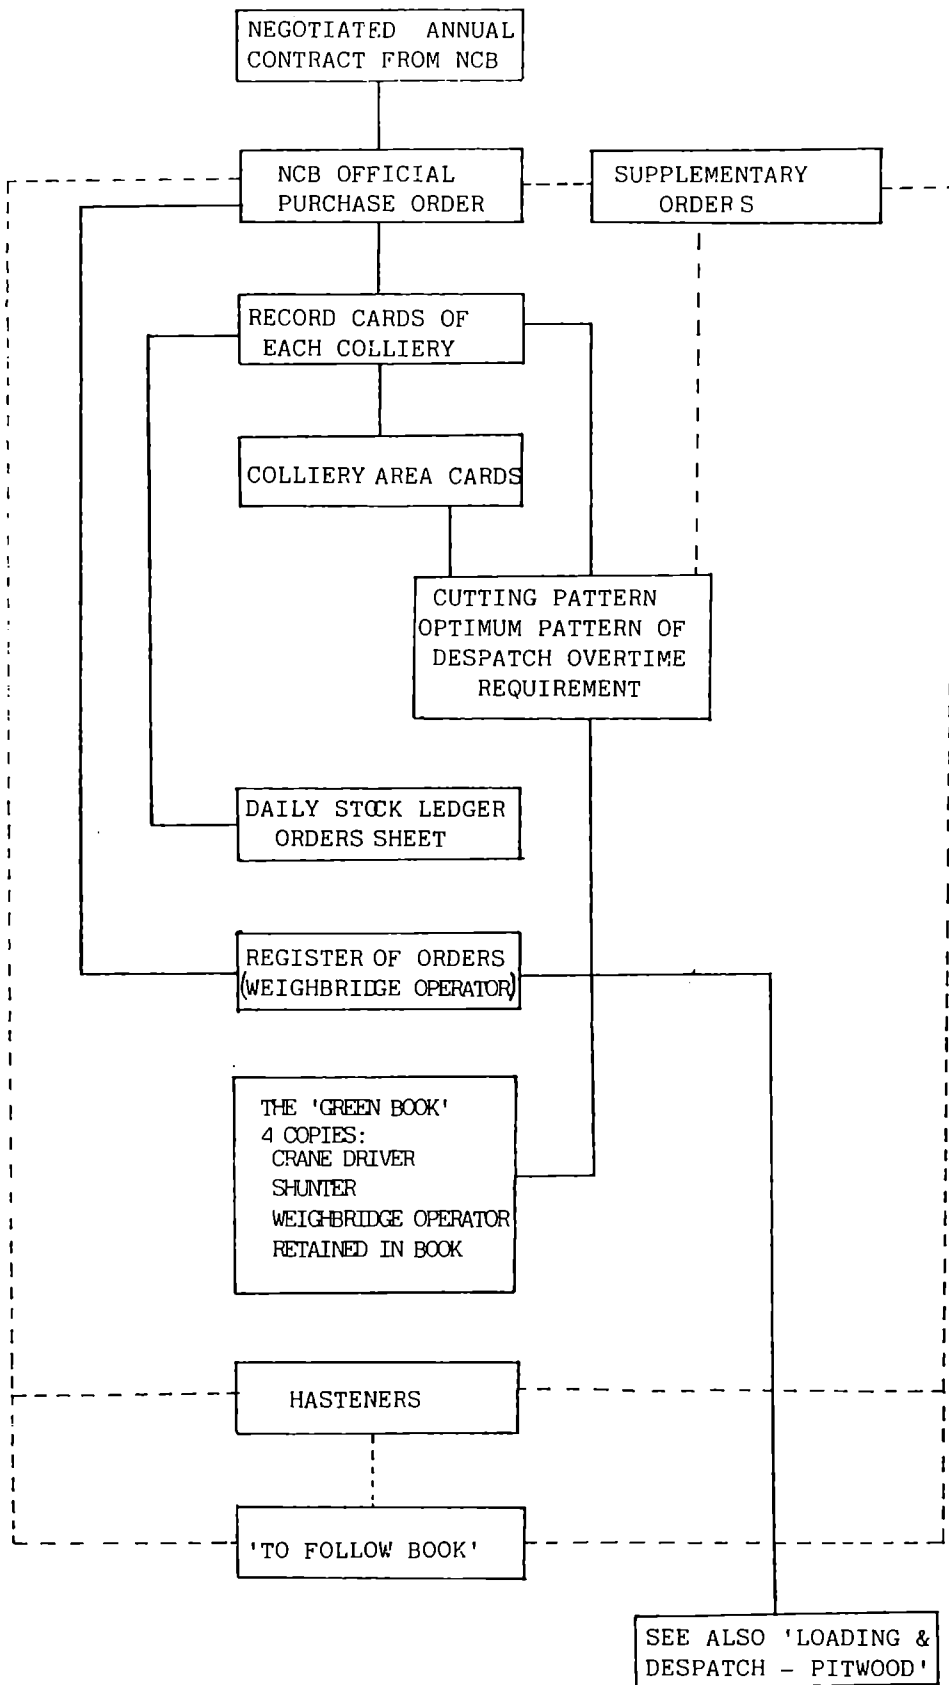 NEGOTIATED ANNUAL
CONTRACT FROM NCB
NCB OFFICIAL
PURCHASE ORDER
SUPPLEMENTARY
ORDERS
RECORD CARDS OF
EACH COLLIERY
COLLIERY AREA CARDS
CUTTING PATTERN
OPTIMUM PATTERN OF
DESPATCH OVERTIME
REQUIREMENT
DAILY STOCK LEDGER
ORDERS SHEET
REGISTER OF ORDERS
(WEIGHBRIDGE OPERATOR)
THE 'GREEN BOOK'
4 COPIES:
CRANE DRIVER
SHUNTER
WEIGHBRIDGE OPERATOR
RETAINED IN BOOK
HASTENERS
'TO FOLLOW BOOK'
SEE ALSO 'LOADING &
DESPATCH - PITWOOD'